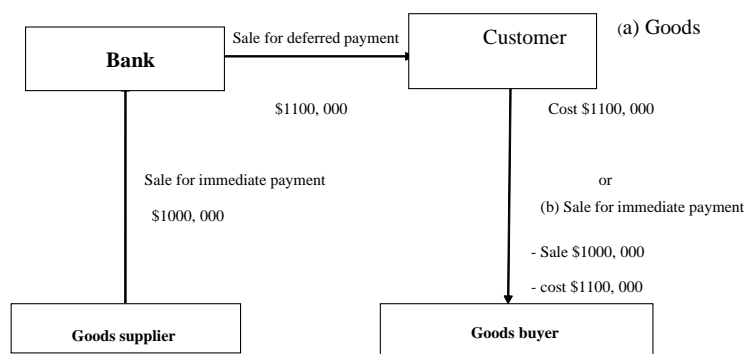 Sale for deferred payment
Customer
(a) Goods
Bank
$1100, 000
Cost $1100, 000
Sale for immediate payment
$1000, 000
or
(b) Sale for immediate payment
- Sale $1000, 000
- cost $1100, 000
Goods supplier
Goods buyer